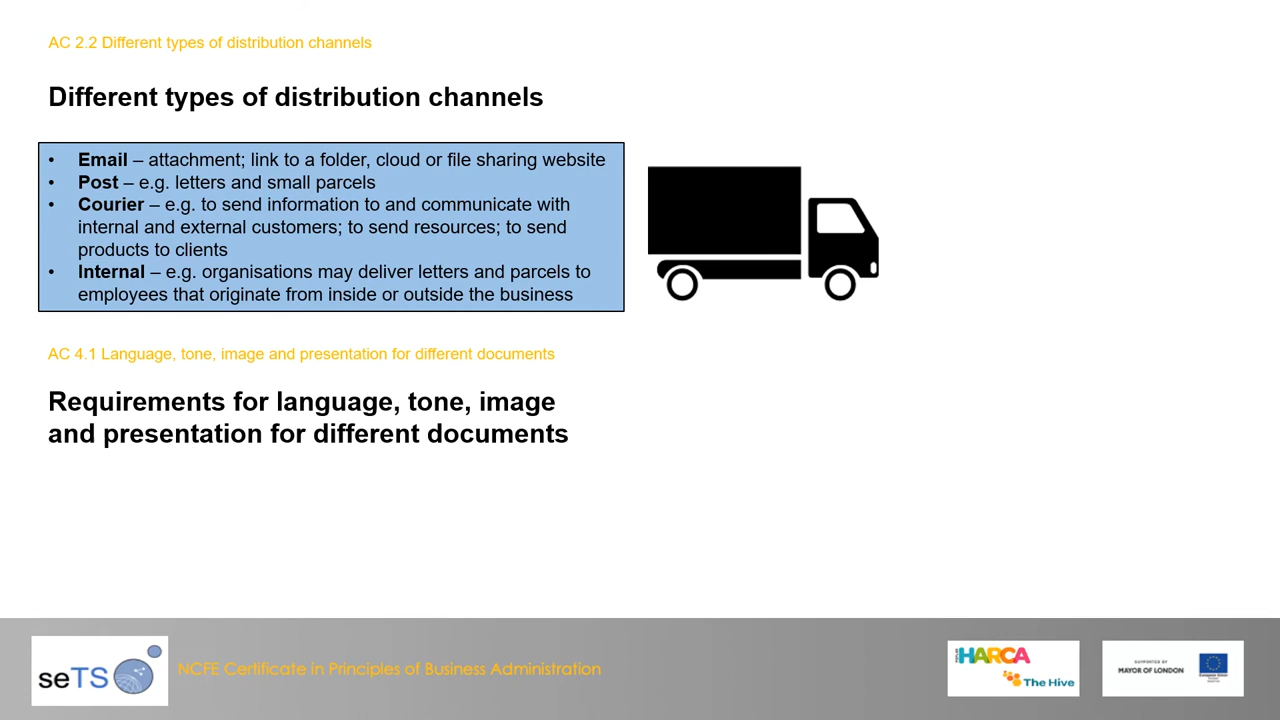 AC 2.2 Different types of distribution channels
Different types of distribution channels
• Email – attachment; link to a folder, cloud or file sharing website
• Post – e.g. letters and small parcels
• Courier – e.g. to send information to and communicate with
internal and external customers; to send resources; to send
products to clients
• Internal – e.g. organisations may deliver letters and parcels to
employees that originate from inside or outside the business
AC 4.1 Language, tone, image and presentation for different documents
Requirements for language, tone, image
and presentation for different documents
seTS
NCFE Certificate in Principles of Business Administration
HARCA
The Hive
SUPPORTED BY
MAYOR OF LONDON
European Union